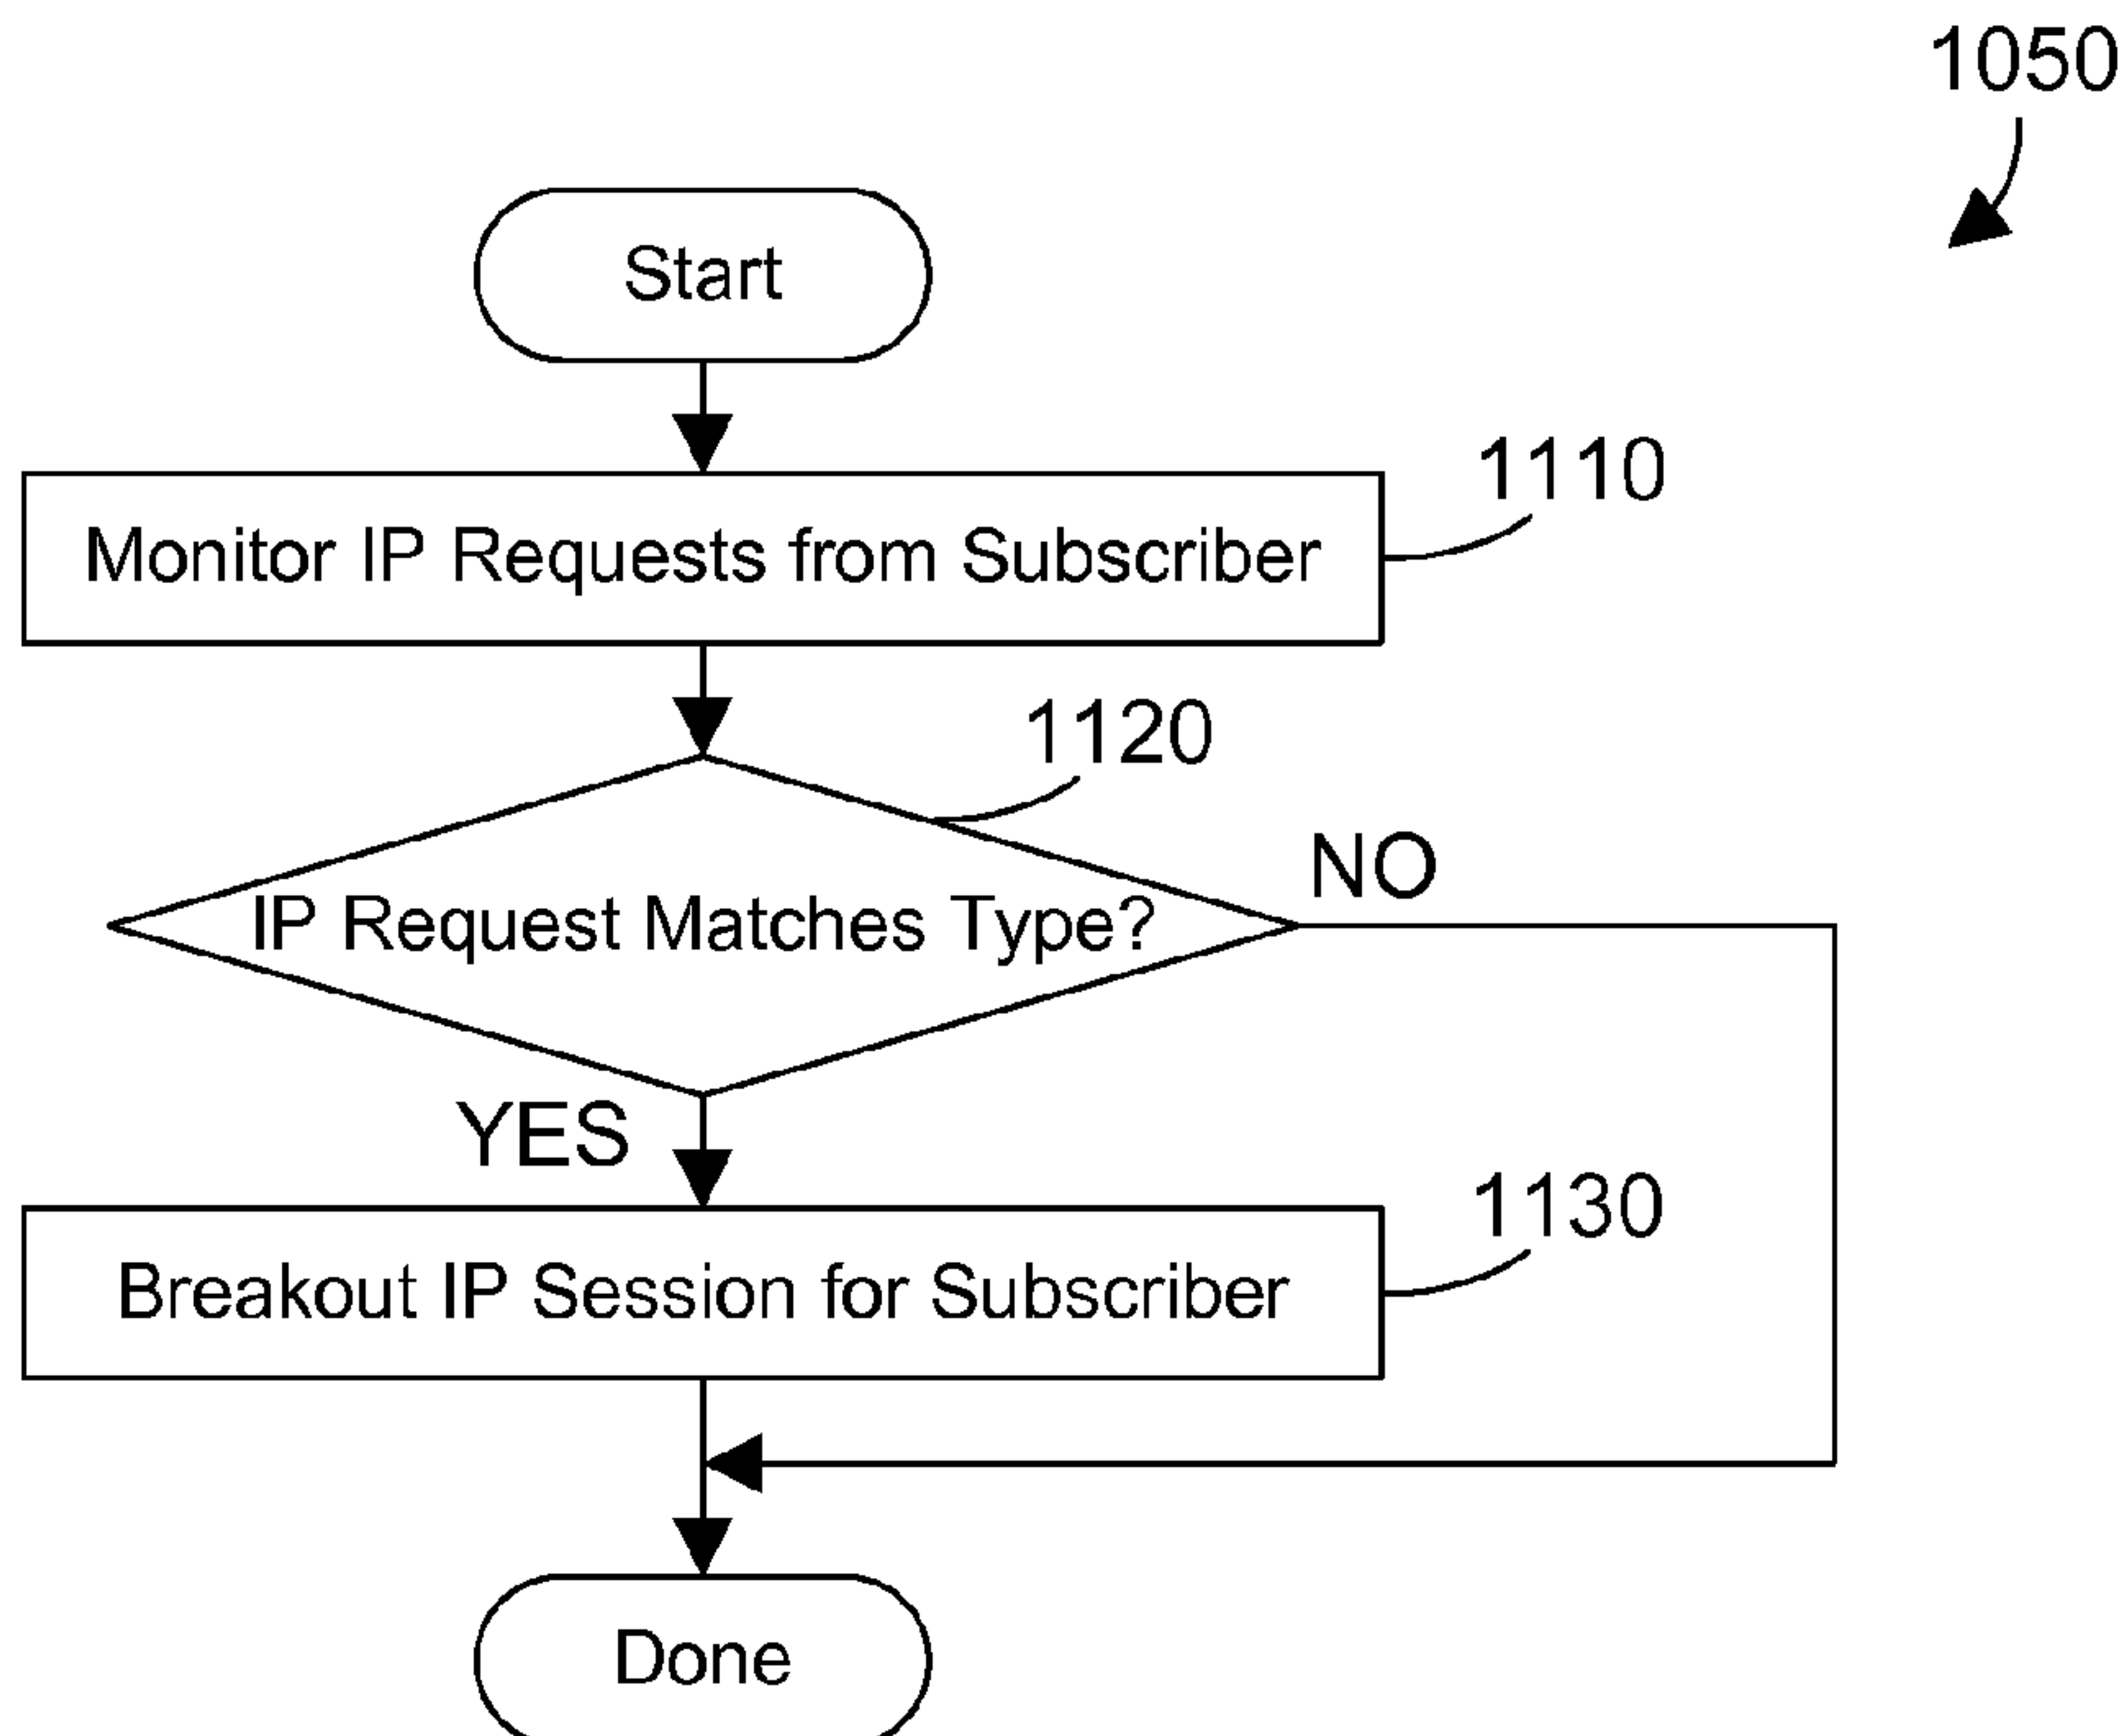 1050
Start
1110
Monitor IP Requests from Subscriber
1120
NO
IP Request Matches Type?
YES
1130
Breakout IP Session for Subscriber
Done